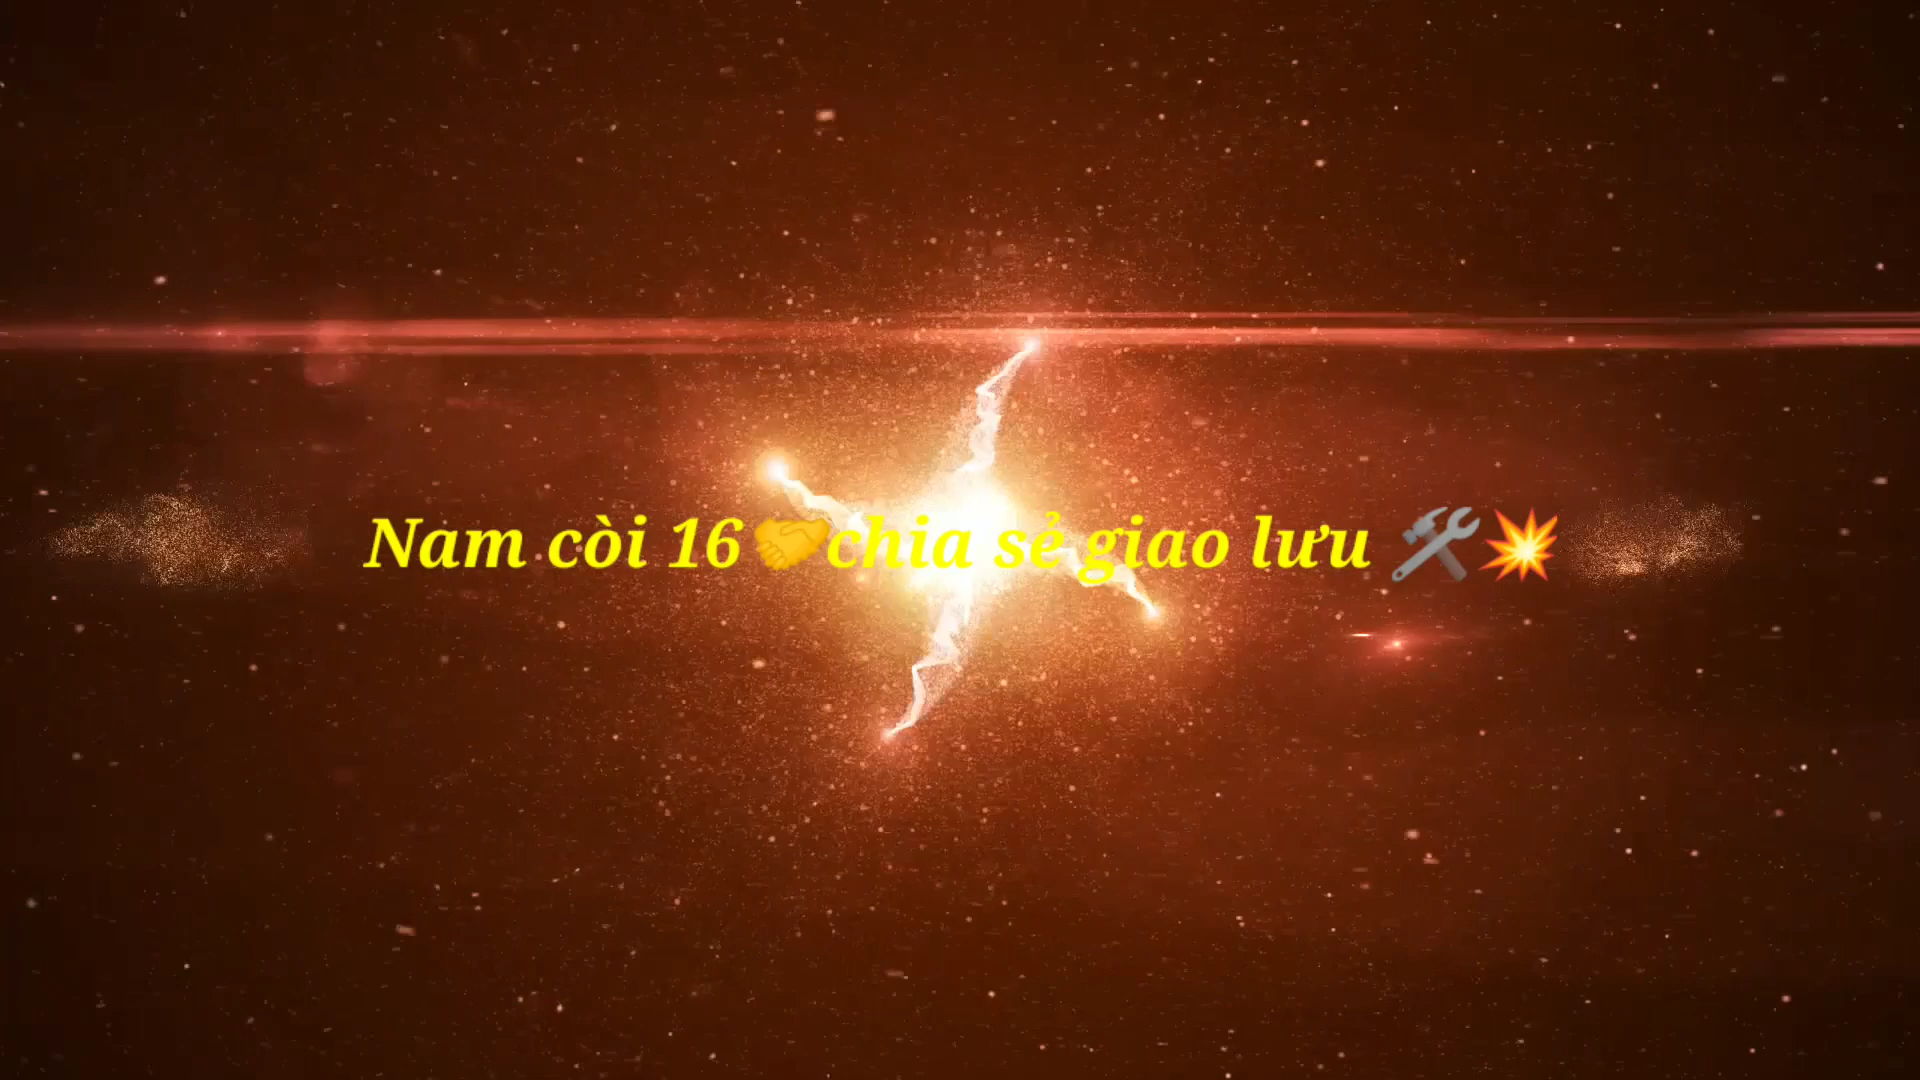 Nam còi 16🤝chia sẻ giao lưu 🛠️💥